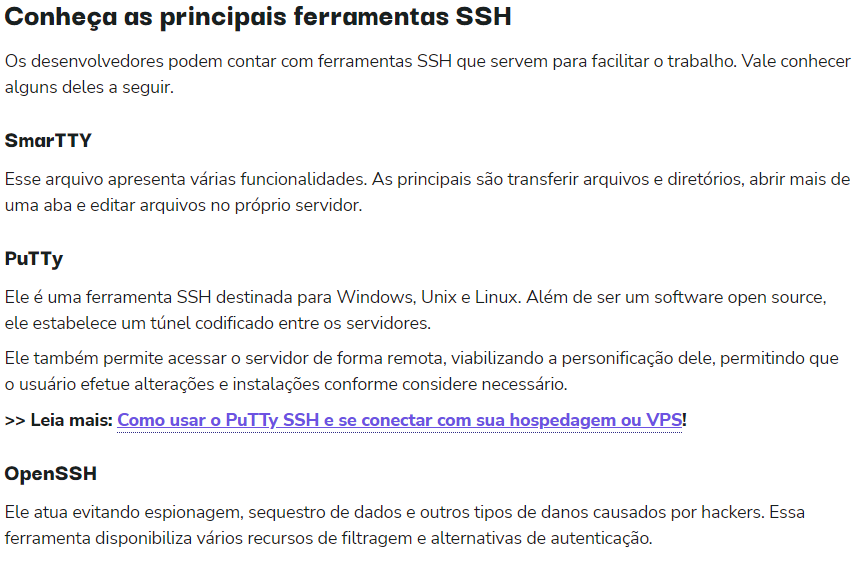 Conheça as principais ferramentas SSH
Os desenvolvedores podem contar com ferramentas SSH que servem para facilitar o trabalho. Vale conhecer
alguns deles a seguir.
SmarTTY
Esse arquivo apresenta várias funcionalidades. As principais são transferir arquivos e diretórios, abrir mais de
uma aba e editar arquivos no próprio servidor.
PuTTy
Ele é uma ferramenta SSH destinada para Windows, Unix e Linux. Além de ser um software open source,
ele estabelece um túnel codificado entre os servidores.
Ele também permite acessar o servidor de forma remota, viabilizando a personificação dele, permitindo que
o usuário efetue alterações e instalações conforme considere necessário.
>> Leia mais: Como usar o PuTTy SSH e se conectar com sua hospedagem ou VPS!
OpenSSH
Ele atua evitando espionagem, sequestro de dados e outros tipos de danos causados por hackers. Essa
ferramenta disponibiliza vários recursos de filtragem e alternativas de autenticação.